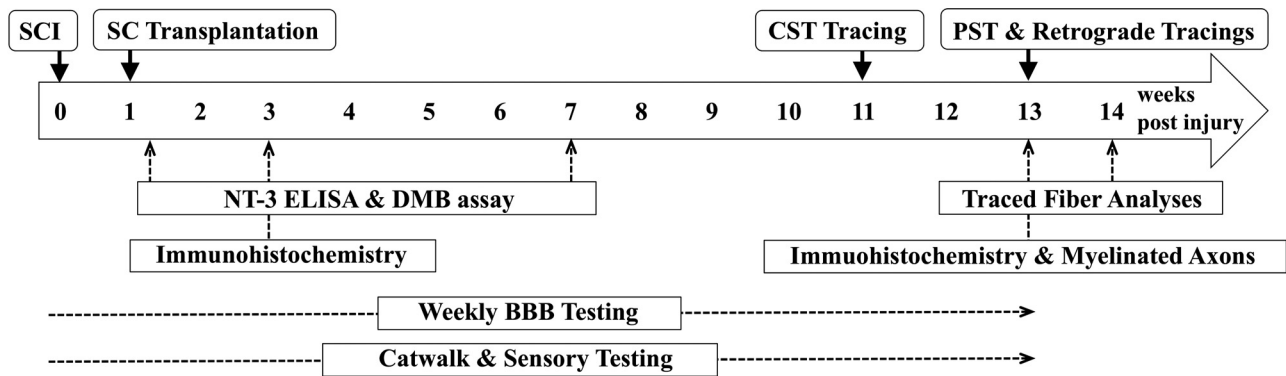 SCI
SC Transplantation
CST Tracing
PST & Retrograde Tracings
0 1 2 3 4 5 6 7 8 9 10 11 12 13 14
weeks
post injury
NT-3 ELISA & DMB assay
Traced Fiber Analyses
Immunohistochemistry
Immuohistochemistry & Myelinated Axons
Weekly BBB Testing
Catwalk & Sensory Testing